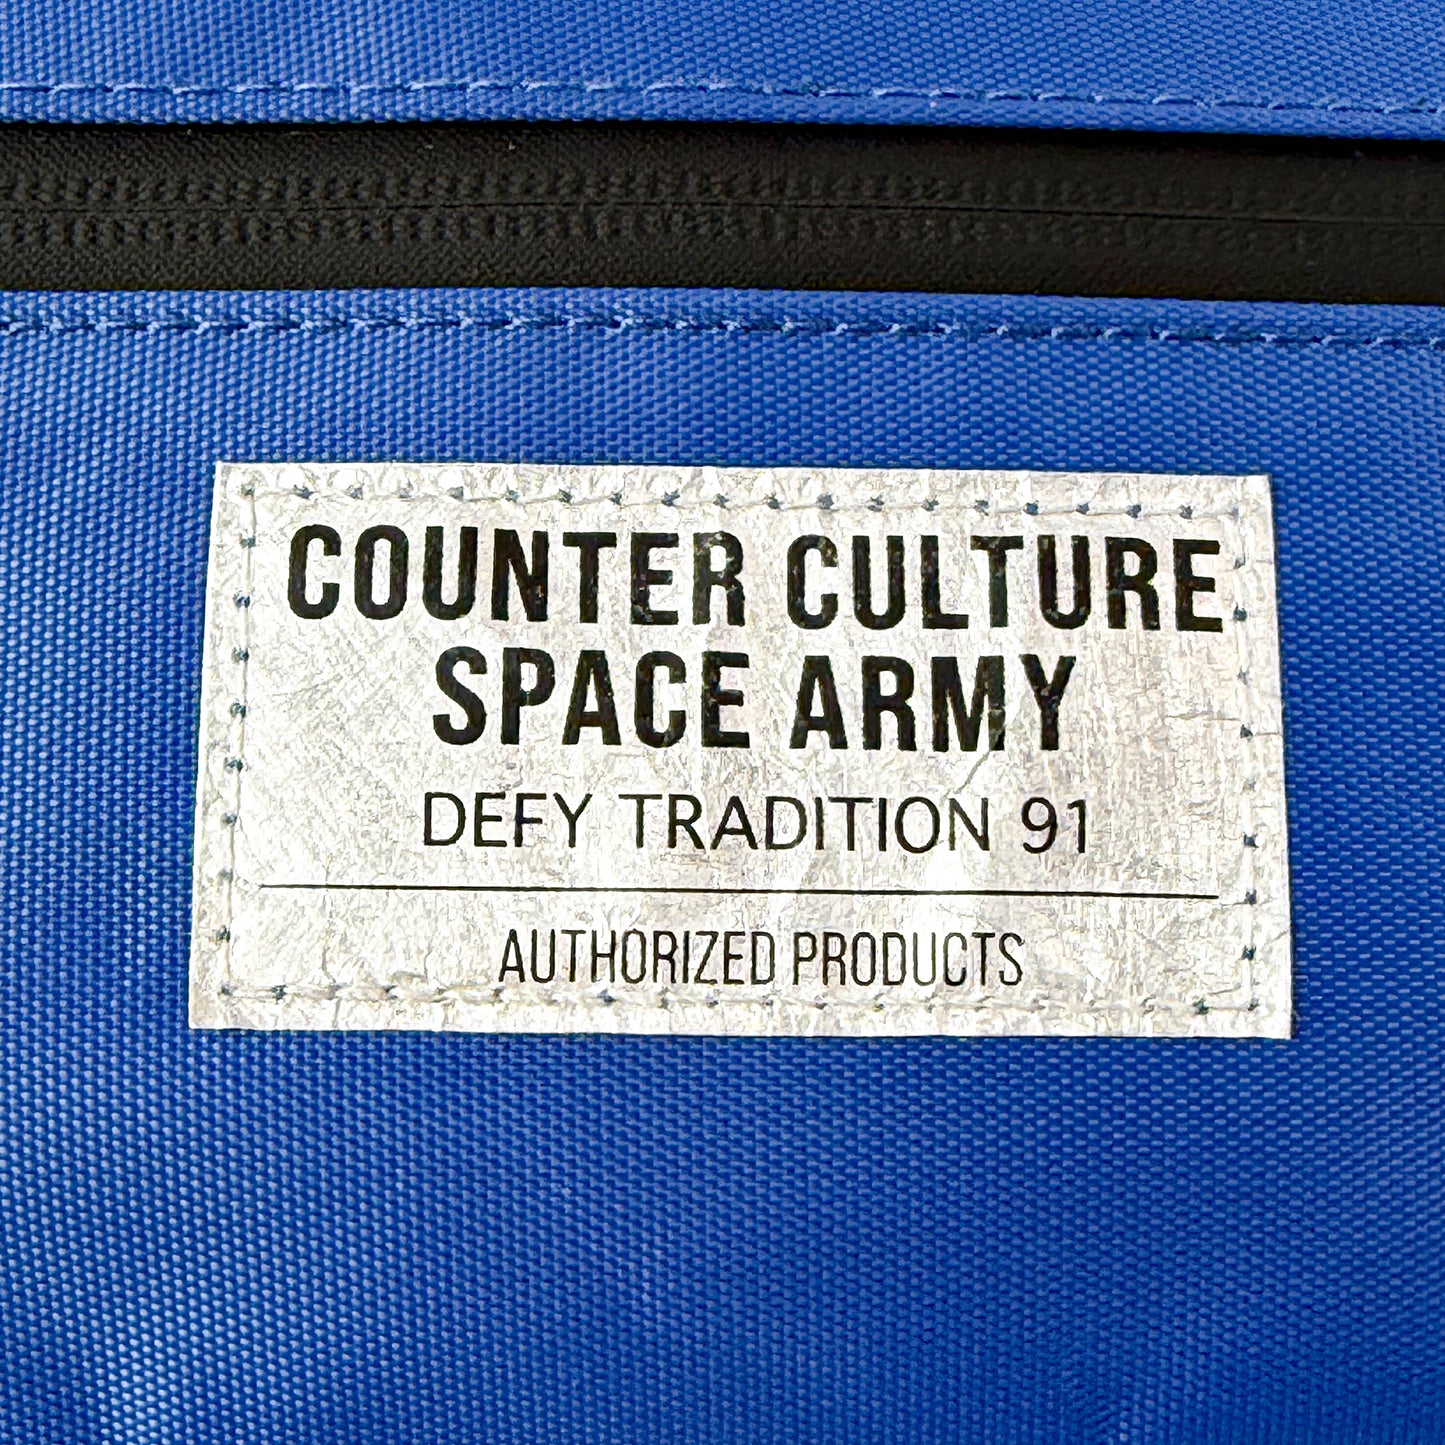 COUNTER CULTURE
SPACE ARMY
DEFY TRADITION 91
AUTHORIZED PRODUCTS